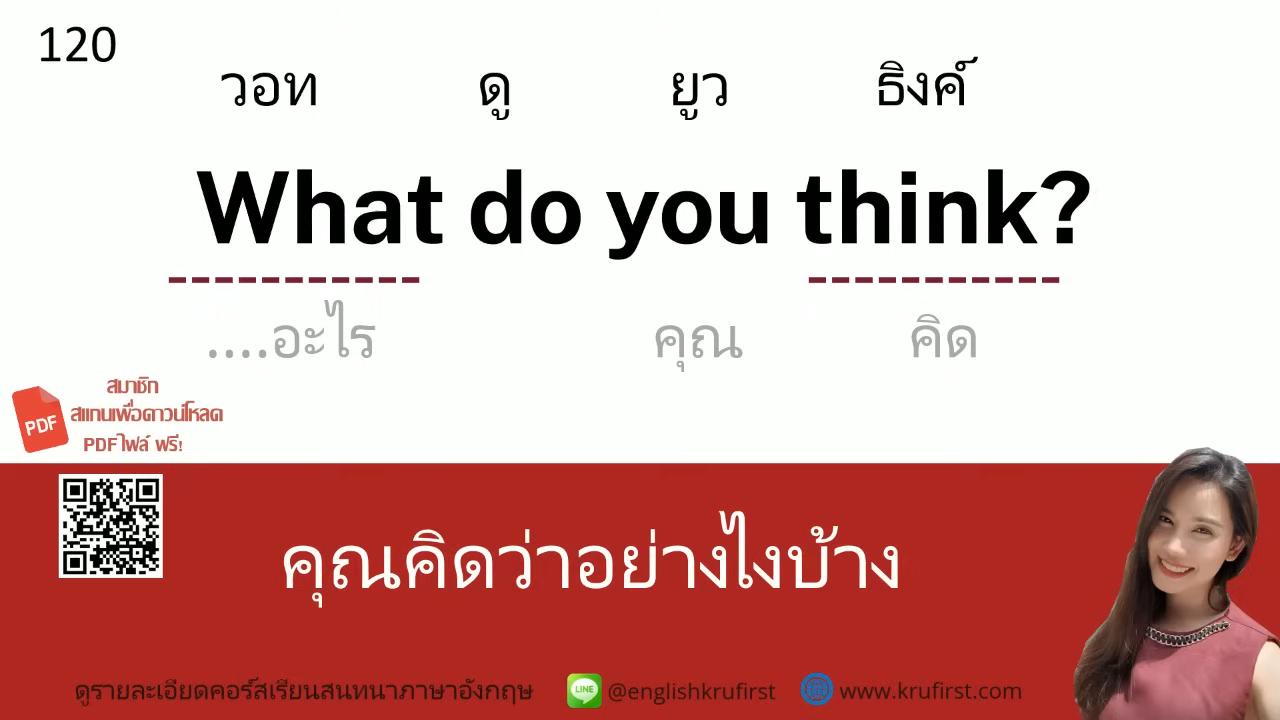 120
วอท ดู ยูว ธิงค์
What do you think?
....อะไร คุณ คิด
สมาชิก
สแกนเพื่อดาวน์โหลด
PDF
PDFไฟล์ ฟรี!
คุณคิดว่าอย่างไงบ้าง
ดูรายละเอียดคอร์สเรียนสนทนาภาษาอังกฤษ LINE @englishkrufirst www.krufirst.com